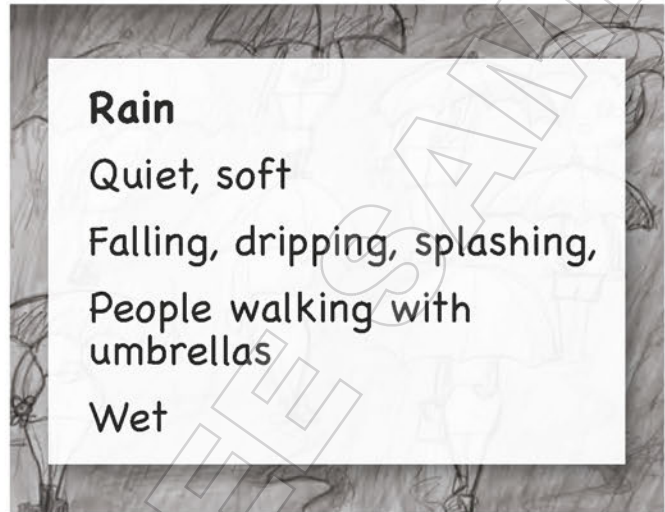 Rain
Quiet, soft
Falling, dripping, splashing,
People walking with
umbrellas
Wet